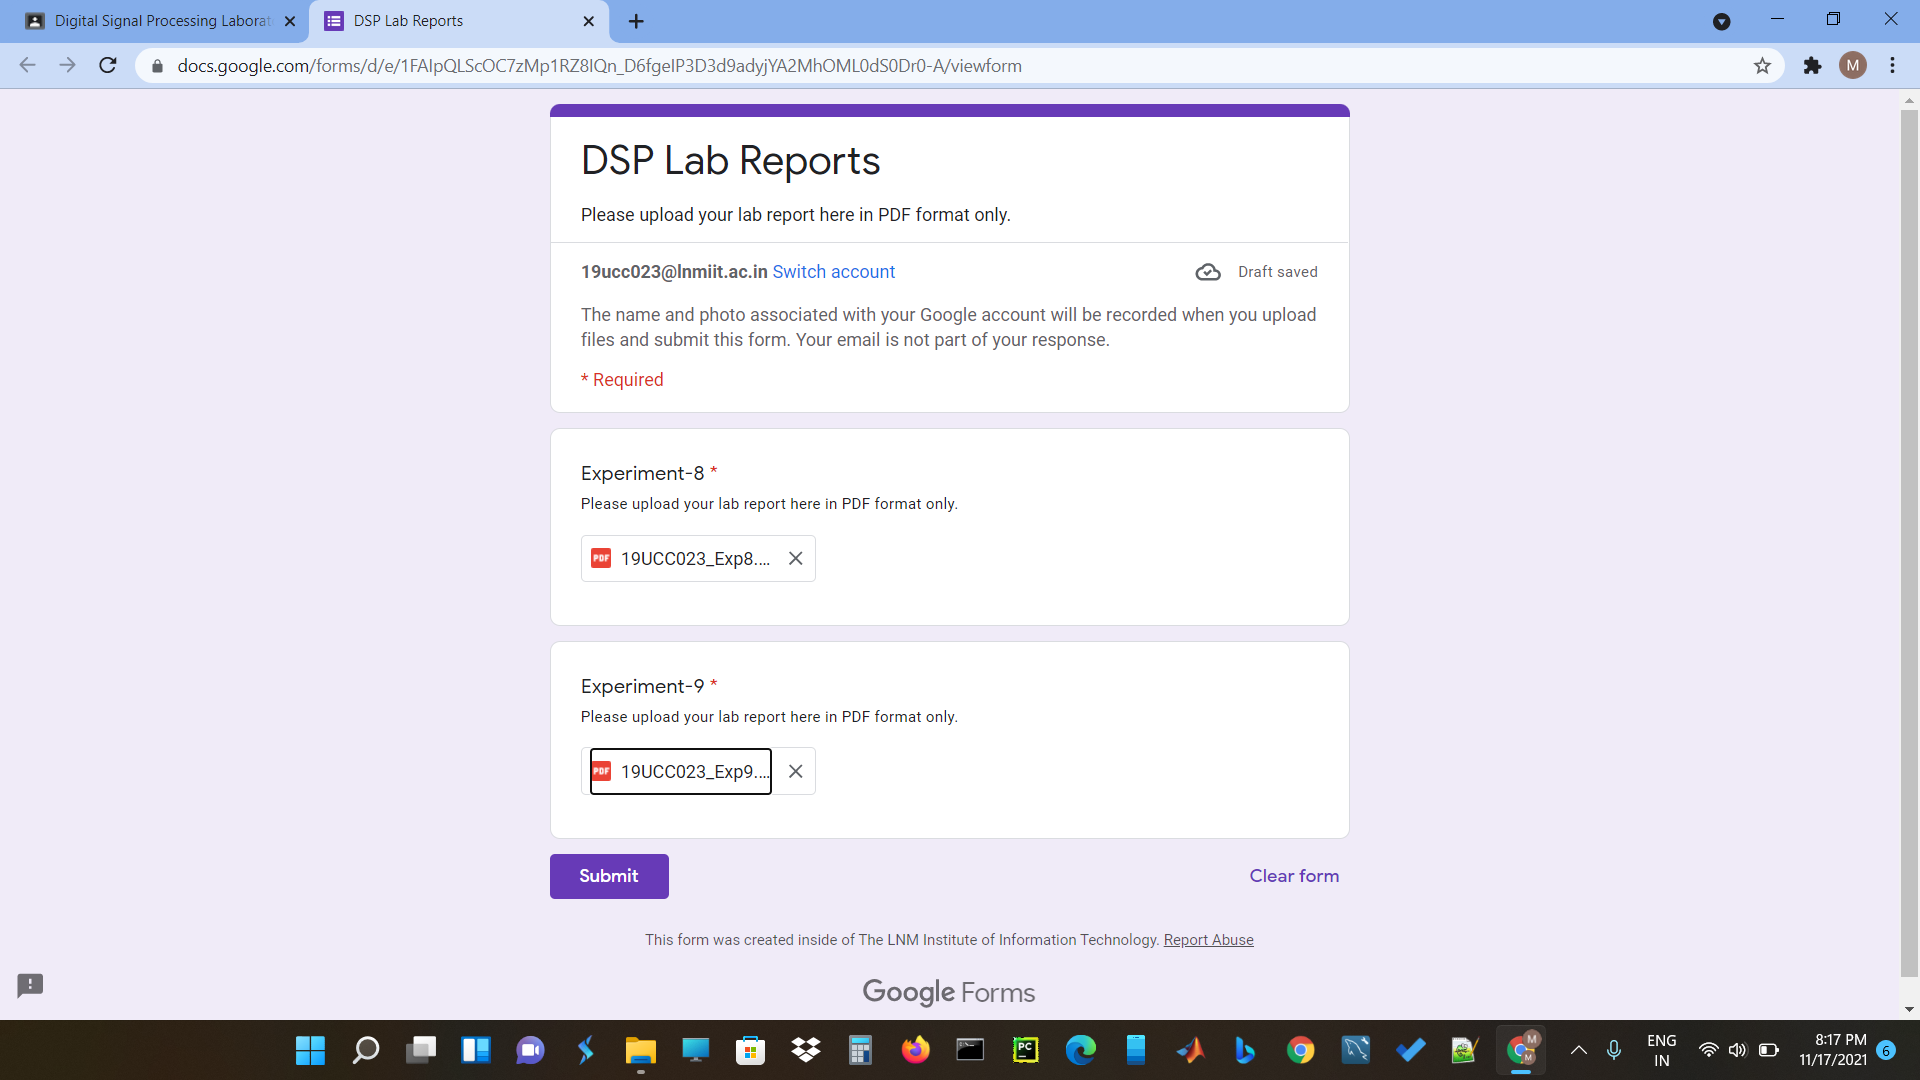 Digital Signal Processing Laborat
DSP Lab Reports
docs.google.com/forms/d/e/1FAIpQLScOC7zMp1RZ8IQn_D6fgeIP3D3d9adyjYA2MhOML0dS0Dr0-A/viewform
M
DSP Lab Reports
Please upload your lab report here in PDF format only.
19ucc023@lnmiit.ac.in Switch account
Draft saved
The name and photo associated with your Google account will be recorded when you upload
files and submit this form. Your email is not part of your response.
* Required
Experiment-8 *
Please upload your lab report here in PDF format only.
PDF 19UCC023_Exp8....
Experiment-9 *
Please upload your lab report here in PDF format only.
PDF 19UCC023_Exp9....
Submit
Clear form
This form was created inside of The LNM Institute of Information Technology. Report Abuse
Google Forms
PC
M
M
ENG
IN
8:17 PM
11/17/2021
6